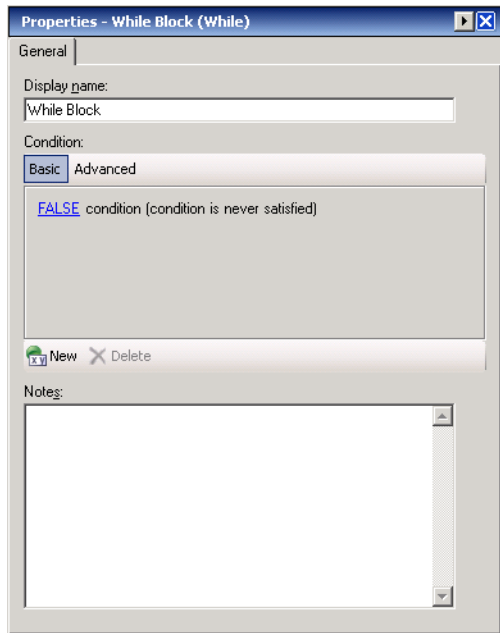 Properties - While Block (While)
General
Display name:
While Block
Condition:
Basic Advanced
FALSE condition (condition is never satisfied)
New Delete
Notes: